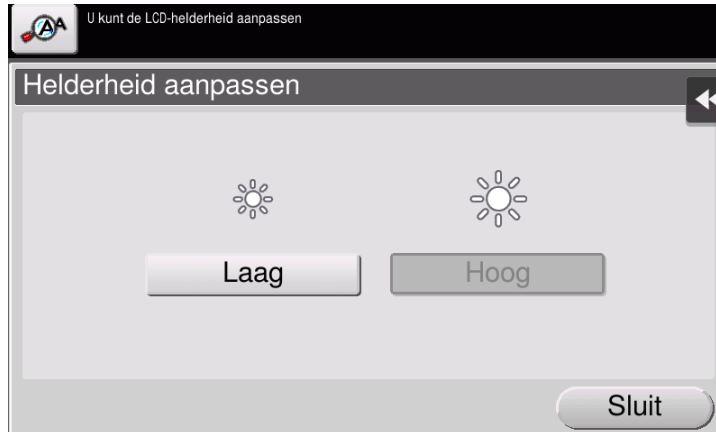 U kunt de LCD-helderheid aanpassen
Helderheid aanpassen
Laag
Hoog
Sluit